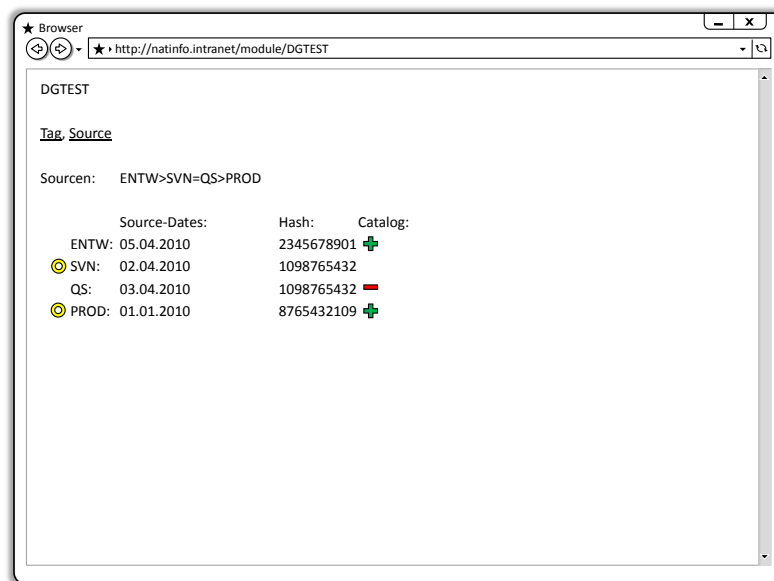 Browser
http://natinfo.intranet/module/DGTEST
DGTEST
Tag, Source
Sourcen: ENTW>SVN=QS>PROD
Source-Dates: Hash: Catalog:
ENTW: 05.04.2010 2345678901
SVN: 02.04.2010 1098765432
QS: 03.04.2010 1098765432
PROD: 01.01.2010 8765432109